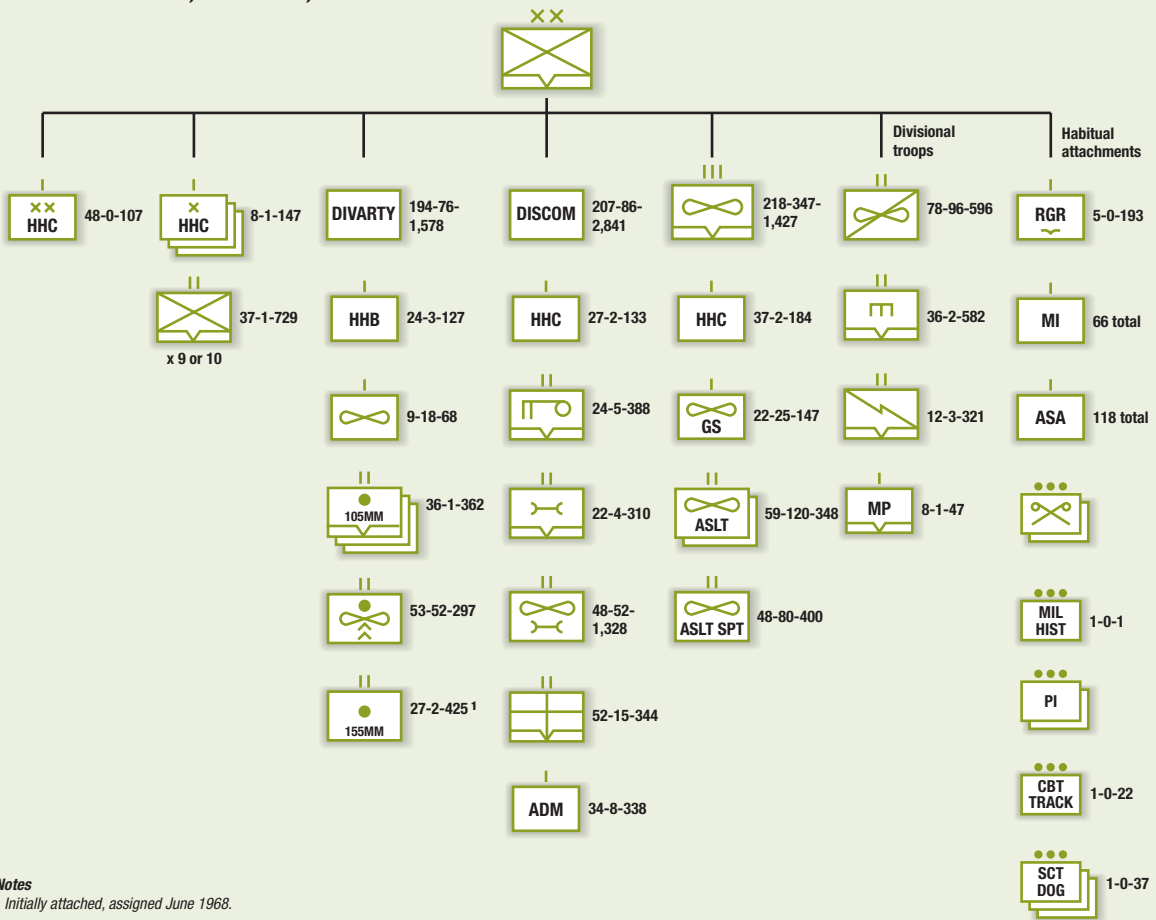 Divisional
troops
Habitual
attachments
××
HHC
48-0-107
×
HHC
8-1-147
DIVARTY
194-76-
1,578
DISCOM
207-86-
2,841
218-347-
1,427
78-96-596
RGR
5-0-193
37-1-729
x 9 or 10
HHB
24-3-127
HHC
27-2-133
HHC
37-2-184
36-2-582
MI
66 total
9-18-68
24-5-388
GS
22-25-147
12-3-321
ASA
118 total
105MM
36-1-362
22-4-310
ASLT
59-120-348
MP
8-1-47
53-52-297
48-52-
1,328
ASLT SPT
48-80-400
MIL
HIST
1-0-1
155MM
27-2-425 ¹
52-15-344
PI
ADM
34-8-338
CBT
TRACK
1-0-22
SCT
DOG
1-0-37
Notes
Initially attached, assigned June 1968.